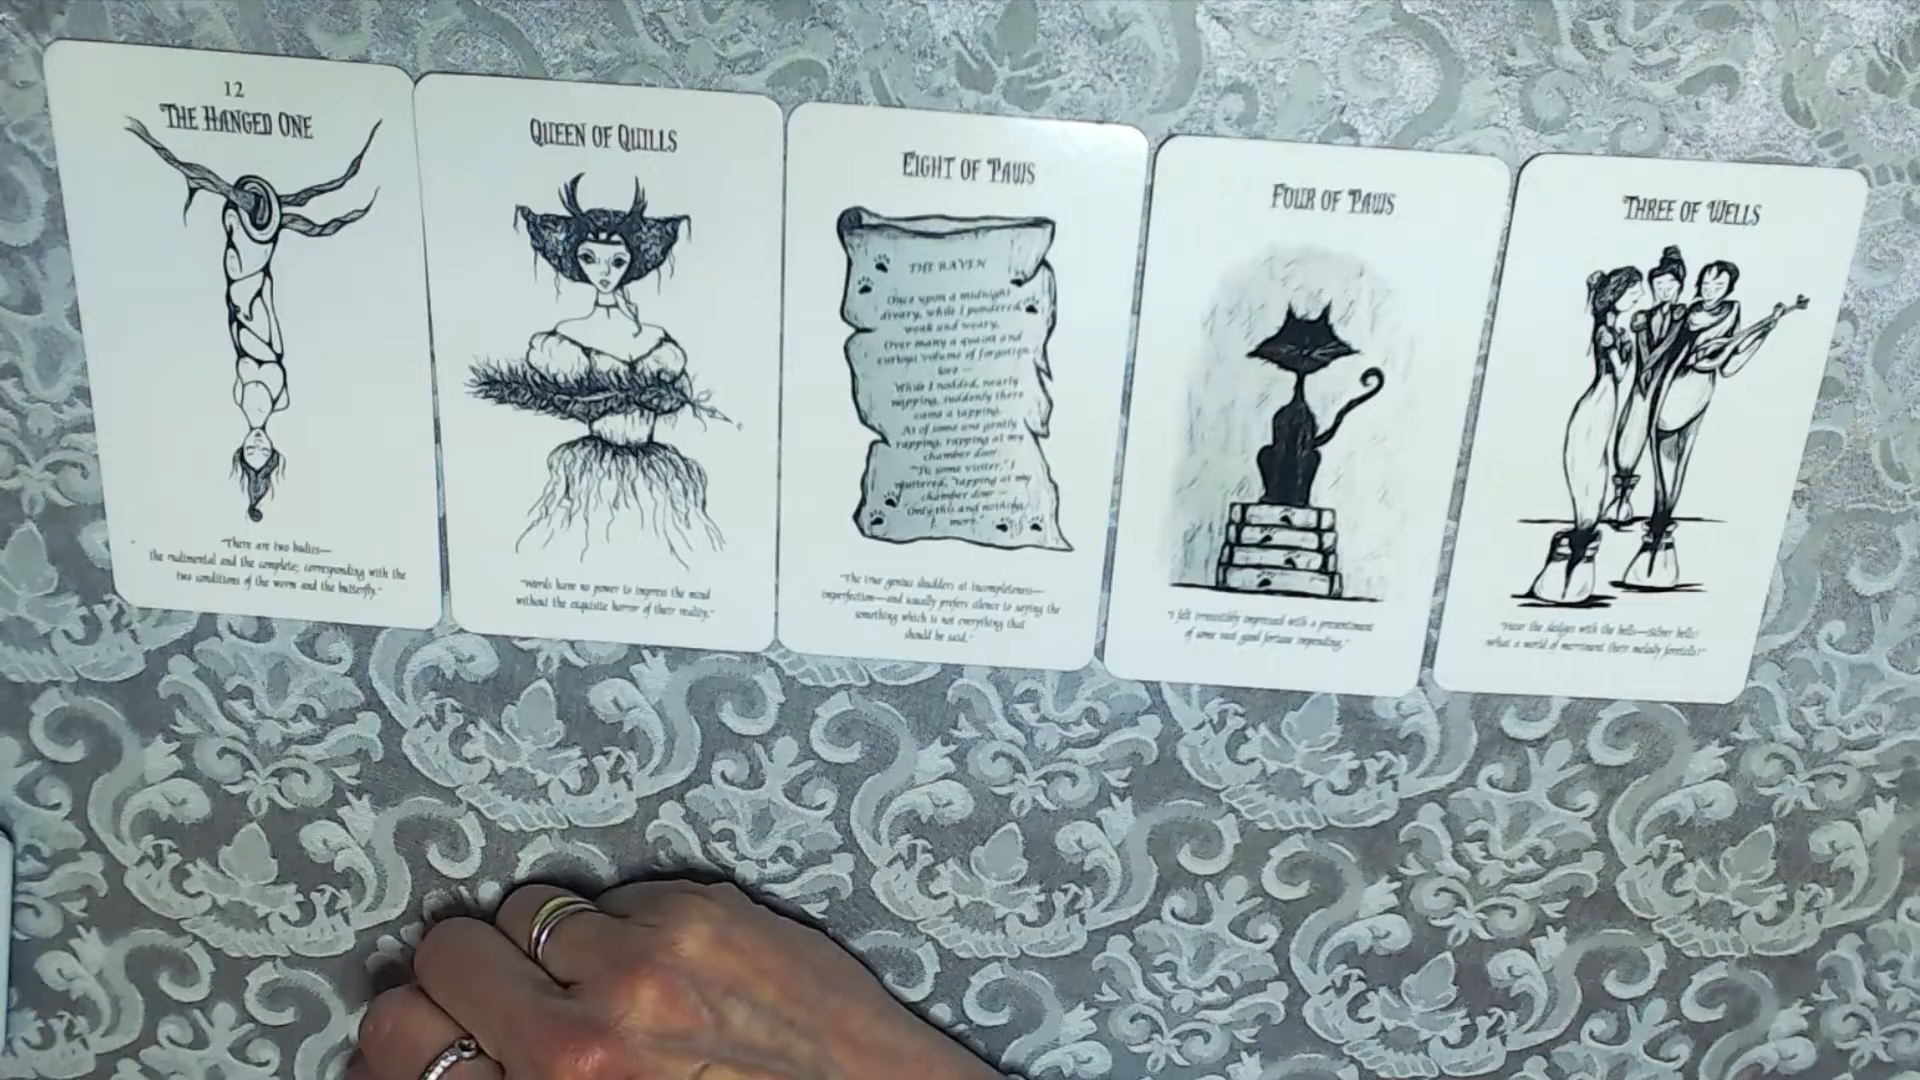 12
THE HANGED ONE
"There are two bodies—
the rudimental and the complete; corresponding with the
two conditions of the worm and the butterfly."
QUEEN OF QUILLS
"Words have no power to impress the mind
without the exquisite horror of their reality."
EIGHT OF PAWS
THE RAVEN
Once upon a midnight
dreary, while I pondered,
weak and weary,
Over many a quaint and
curious volume of forgotten
lore —
While I nodded, nearly
napping, suddenly there
came a tapping,
As of some one gently
rapping, rapping at my
chamber door.
"'Tis some visiter," I
muttered, "tapping at my
chamber door —
Only this and nothing
more."
"The true genius shudders at incompleteness—
imperfection—and usually prefers silence to saying the
something which is not everything that
should be said."
FOUR OF PAWS
"I felt irresistibly impressed with a presentiment
of some vast good fortune impending."
THREE OF WELLS
"Hear the sledges with the bells—silver bells!
what a world of merriment their melody foretells!"